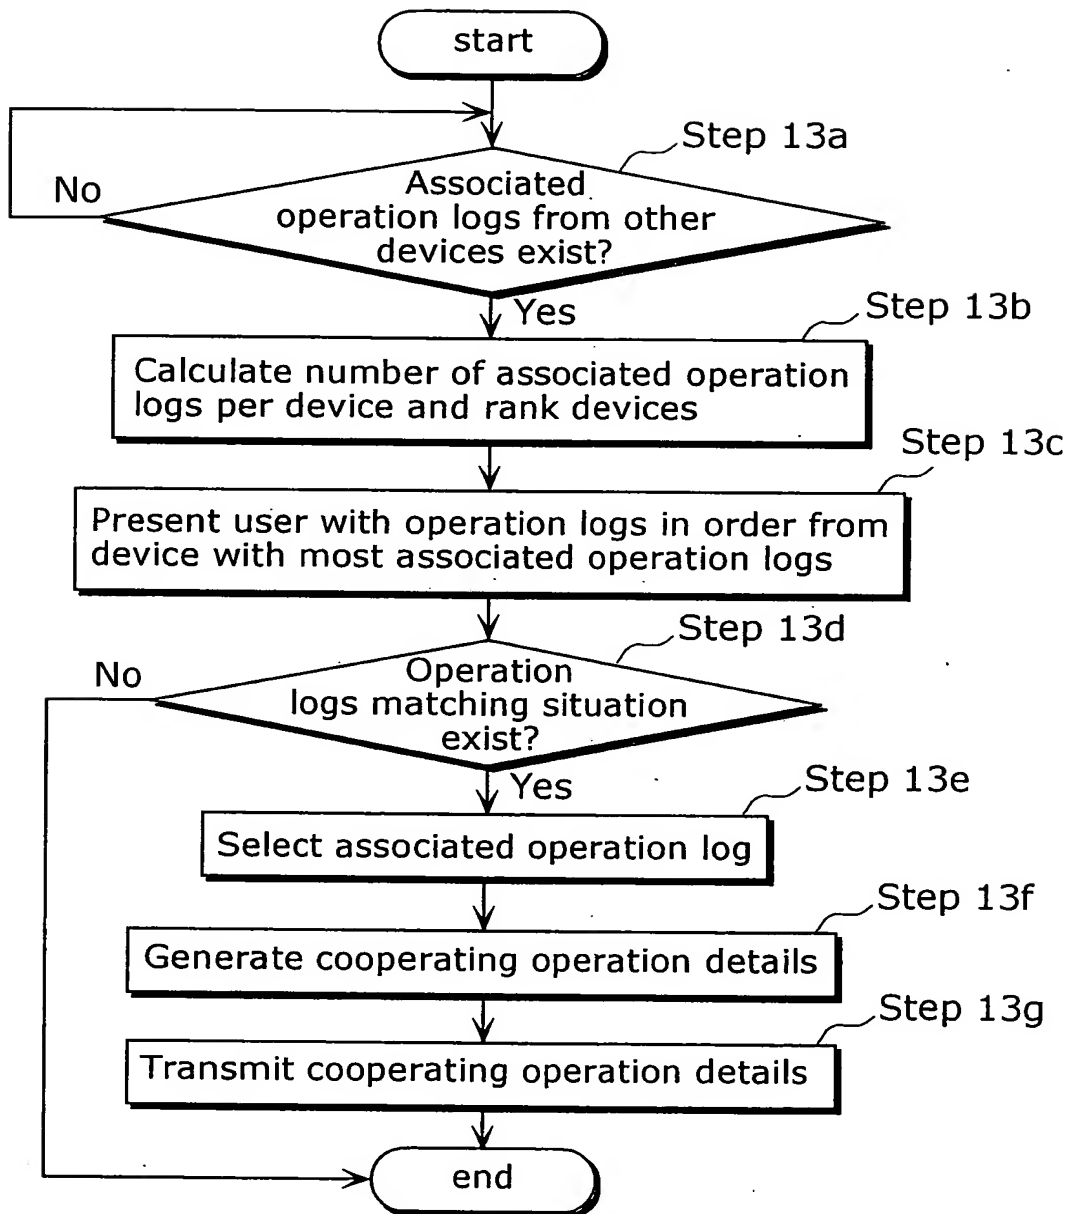 start
Step 13a
No
Associated
operation logs from other
devices exist?
Yes
Step 13b
Calculate number of associated operation
logs per device and rank devices
Step 13c
Present user with operation logs in order from
device with most associated operation logs
Step 13d
No
Operation
logs matching situation
exist?
Yes
Step 13e
Select associated operation log
Step 13f
Generate cooperating operation details
Step 13g
Transmit cooperating operation details
end